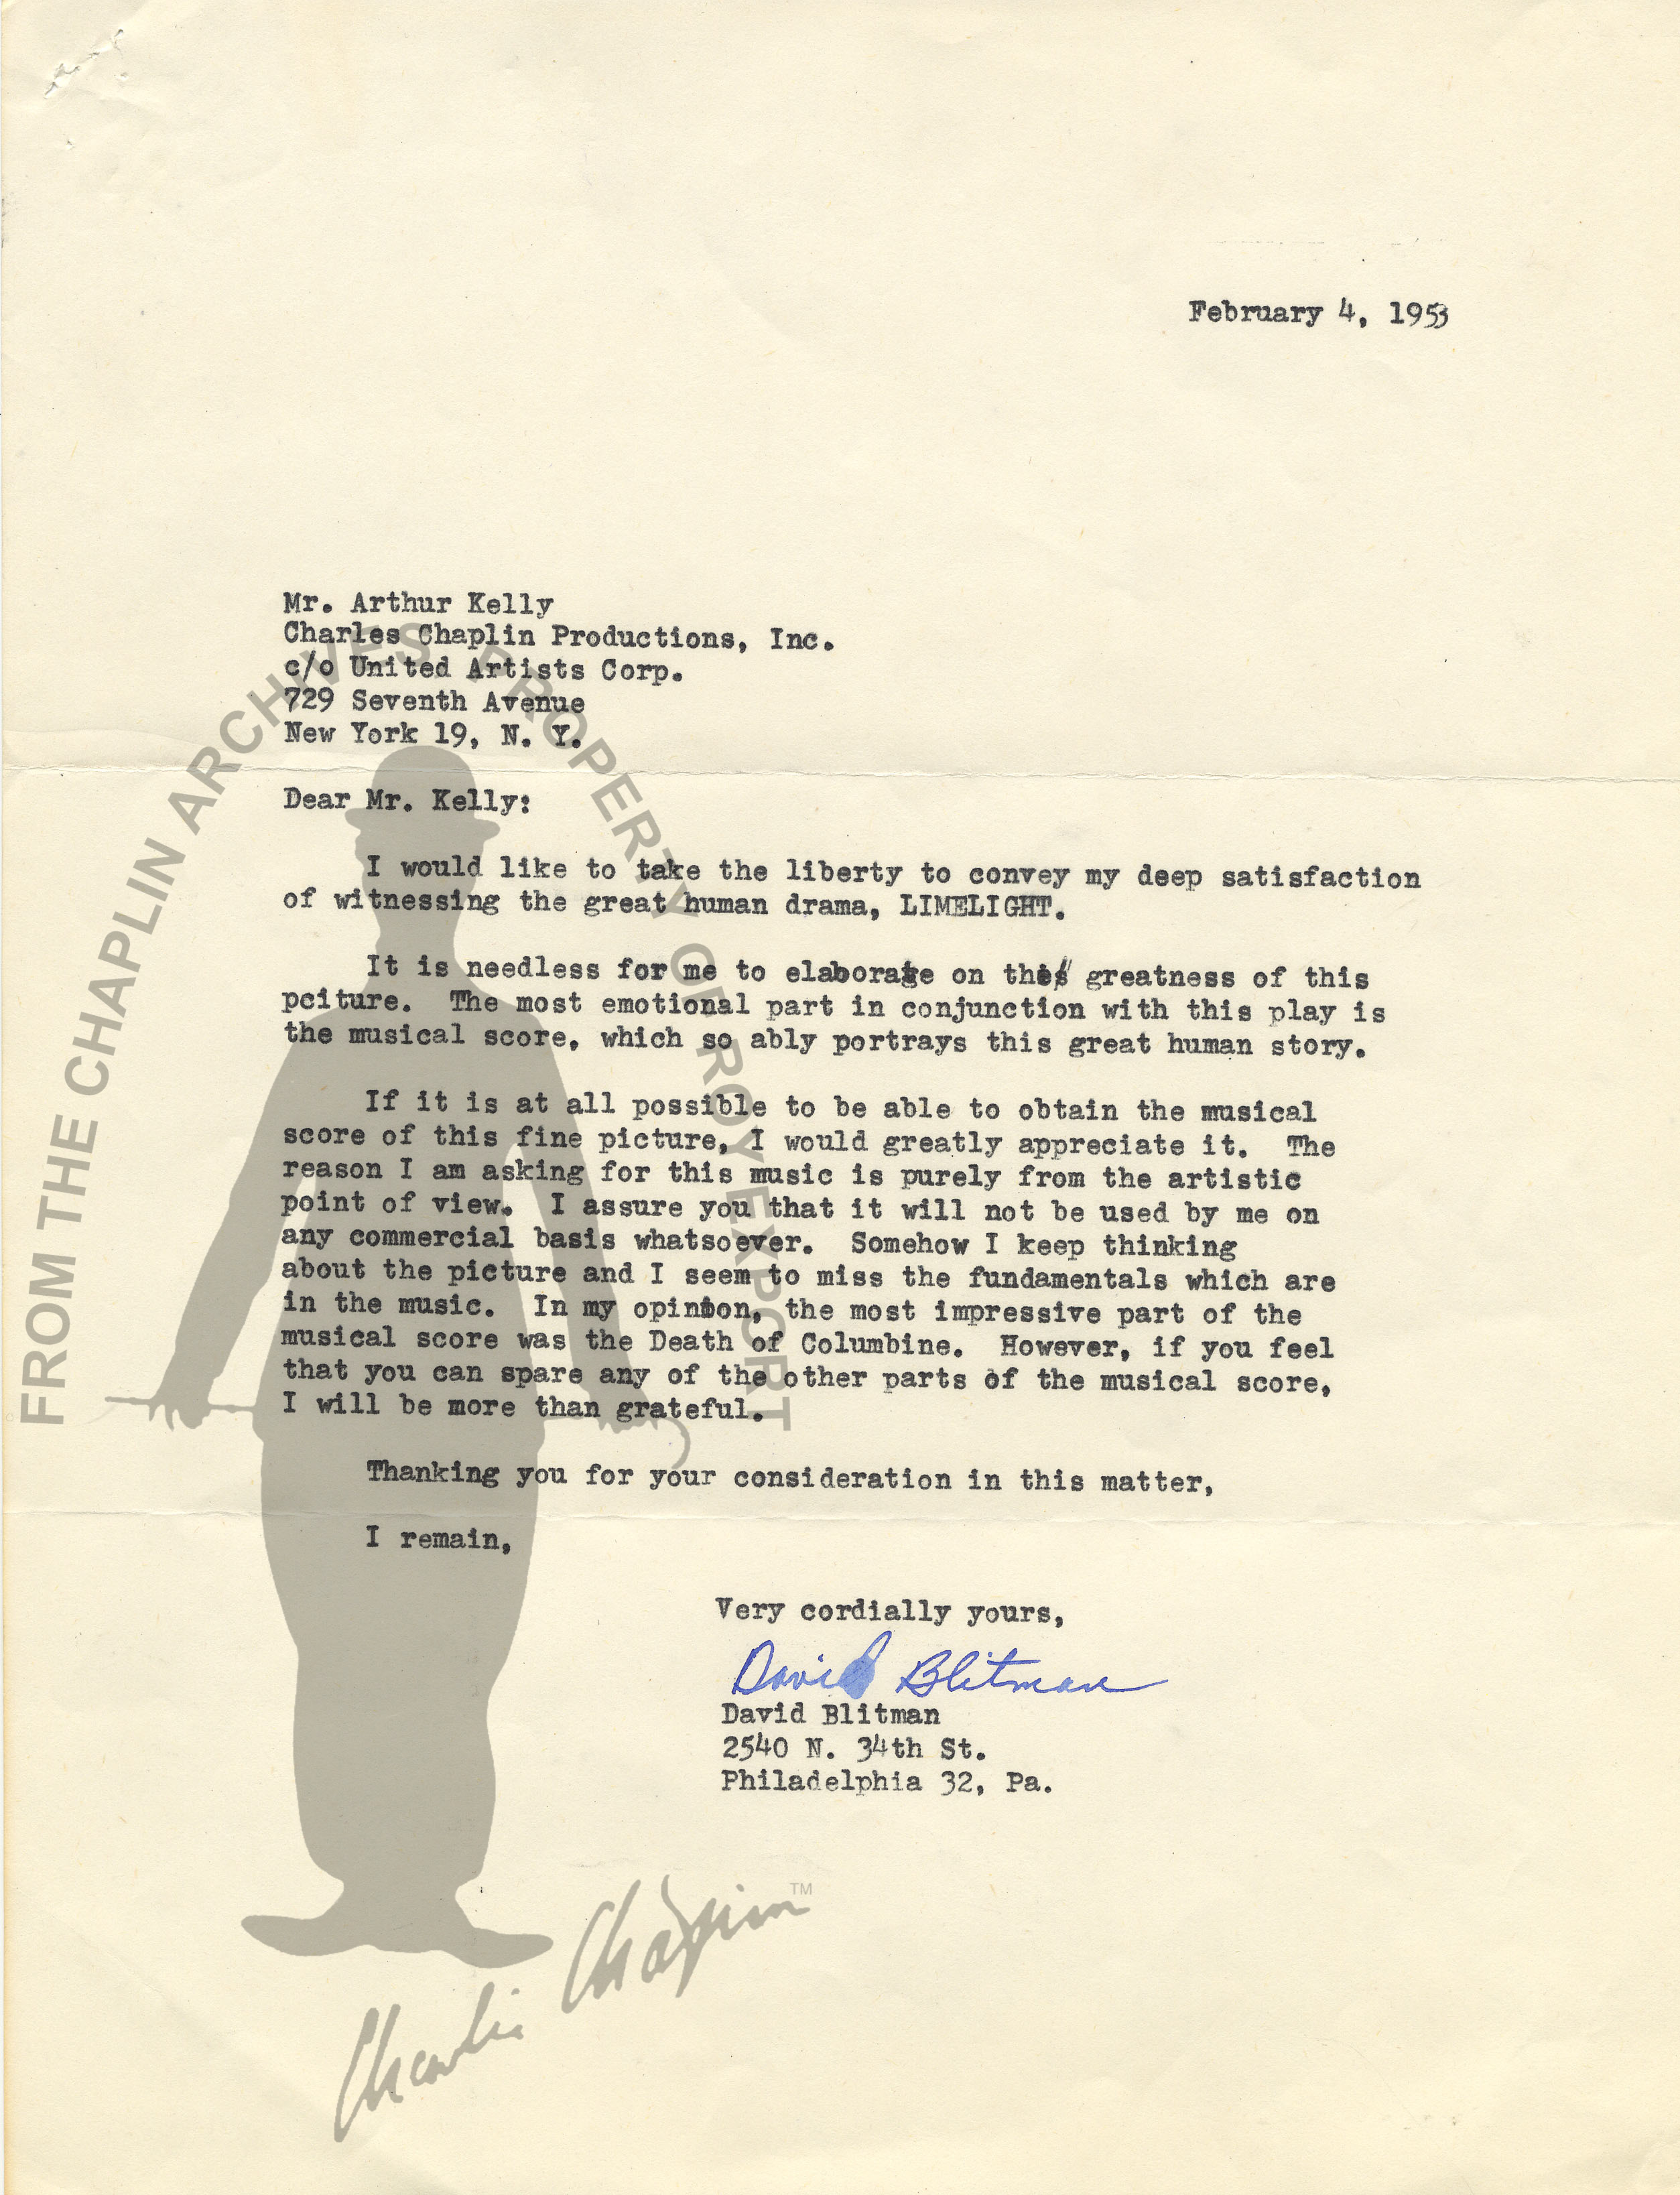 February 4, 1953
Mr. Arthur Kelly
Charles Chaplin Productions, Inc.
c/o United Artists Corp.
729 Seventh Avenue
New York 19, N. Y.
Dear Mr. Kelly:
I would like to take the liberty to convey my deep satisfaction
of witnessing the great human drama, LIMELIGHT.
It is needless for me to elaborate on the greatness of this
pciture. The most emotional part in conjunction with this play is
the musical score, which so ably portrays this great human story.
If it is at all possible to be able to obtain the musical
score of this fine picture, I would greatly appreciate it. The
reason I am asking for this music is purely from the artistic
point of view. I assure you that it will not be used by me on
any commercial basis whatsoever. Somehow I keep thinking
about the picture and I seem to miss the fundamentals which are
in the music. In my opinion, the most impressive part of the
musical score was the Death of Columbine. However, if you feel
that you can spare any of the other parts of the musical score,
I will be more than grateful.
Thanking you for your consideration in this matter,
I remain,
Very cordially yours,
David Blitman
David Blitman
2540 N. 34th St.
Philadelphia 32, Pa.
FROM THE CHAPLIN ARCHIVES PROPERTY OF ROY EXPORT
Charlie Chaplin TM